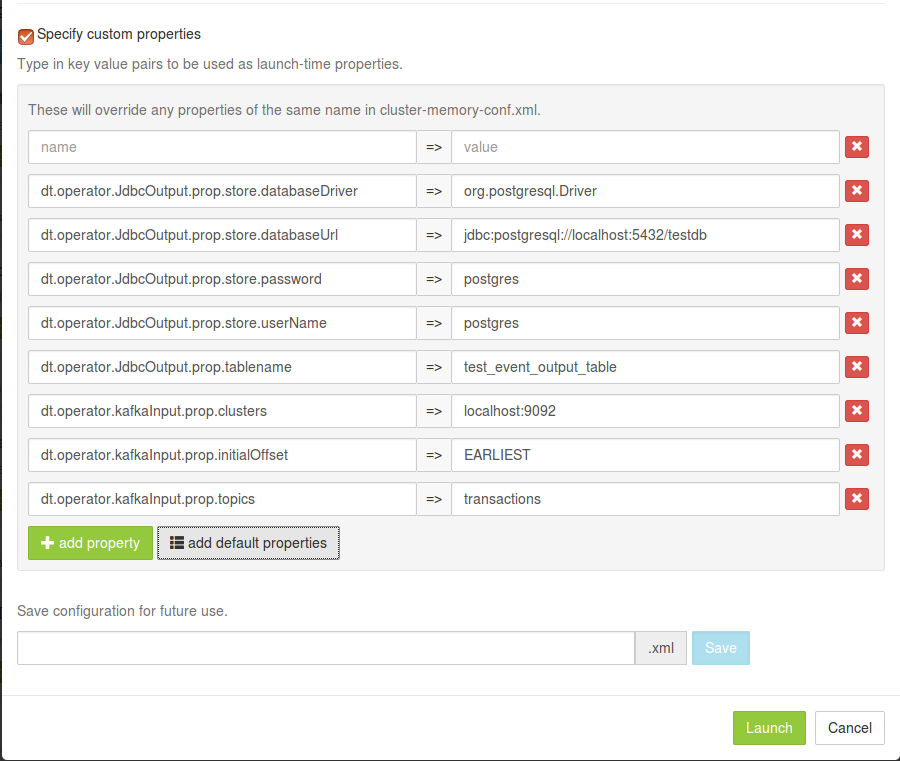 Specify custom properties
Type in key value pairs to be used as launch-time properties.
These will override any properties of the same name in cluster-memory-conf.xml.
name => value
dt.operator.JdbcOutput.prop.store.databaseDriver => org.postgresql.Driver
dt.operator.JdbcOutput.prop.store.databaseUrl => jdbc:postgresql://localhost:5432/testdb
dt.operator.JdbcOutput.prop.store.password => postgres
dt.operator.JdbcOutput.prop.store.userName => postgres
dt.operator.JdbcOutput.prop.tablename => test_event_output_table
dt.operator.kafkaInput.prop.clusters => localhost:9092
dt.operator.kafkaInput.prop.initialOffset => EARLIEST
dt.operator.kafkaInput.prop.topics => transactions
add property add default properties
Save configuration for future use.
.xml Save
Launch Cancel